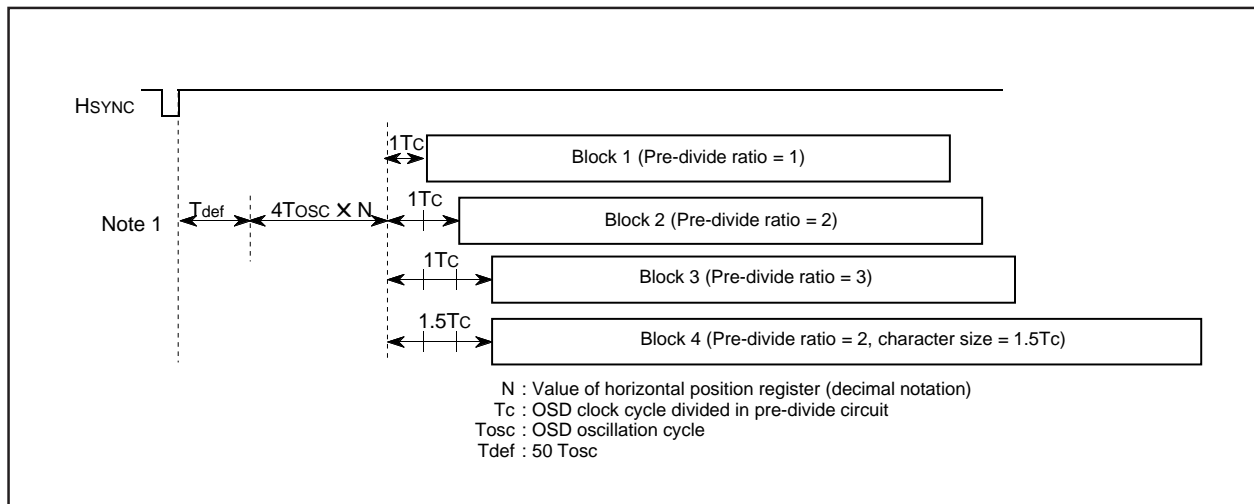 HSYNC
1TC
Block 1 (Pre-divide ratio = 1)
Note 1
Tdef
4TOSC × N
1TC
Block 2 (Pre-divide ratio = 2)
1TC
Block 3 (Pre-divide ratio = 3)
1.5TC
Block 4 (Pre-divide ratio = 2, character size = 1.5Tc)
N : Value of horizontal position register (decimal notation)
Tc : OSD clock cycle divided in pre-divide circuit
Tosc : OSD oscillation cycle
Tdef : 50 Tosc